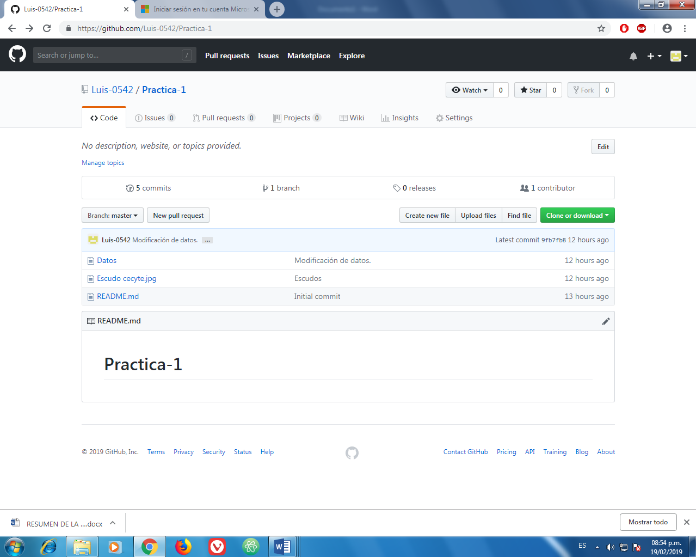 Luis-0542/Practica-1
Iniciar sesión en tu cuenta Micros
https://github.com/Luis-0542/Practica-1
Search or jump to...
/
Pull requests
Issues
Marketplace
Explore
Luis-0542 / Practica-1
Watch 0
Star 0
Fork 0
Code
Issues 0
Pull requests 0
Projects 0
Wiki
Insights
Settings
No description, website, or topics provided.
Edit
Manage topics
5 commits
1 branch
0 releases
1 contributor
Branch: master
New pull request
Create new file
Upload files
Find file
Clone or download
Luis-0542 Modificación de datos. ...
Latest commit 12 hours ago
Datos
Modificación de datos.
12 hours ago
Escudo cecyte.jpg
Escudos
12 hours ago
README.md
Initial commit
13 hours ago
README.md
Practica-1
© 2019 GitHub, Inc.
Terms
Privacy
Security
Status
Help
Contact GitHub
Pricing
API
Training
Blog
About
RESUMEN DE LA ....docx
Mostrar todo
ES
08:54 p.m.
19/02/2019